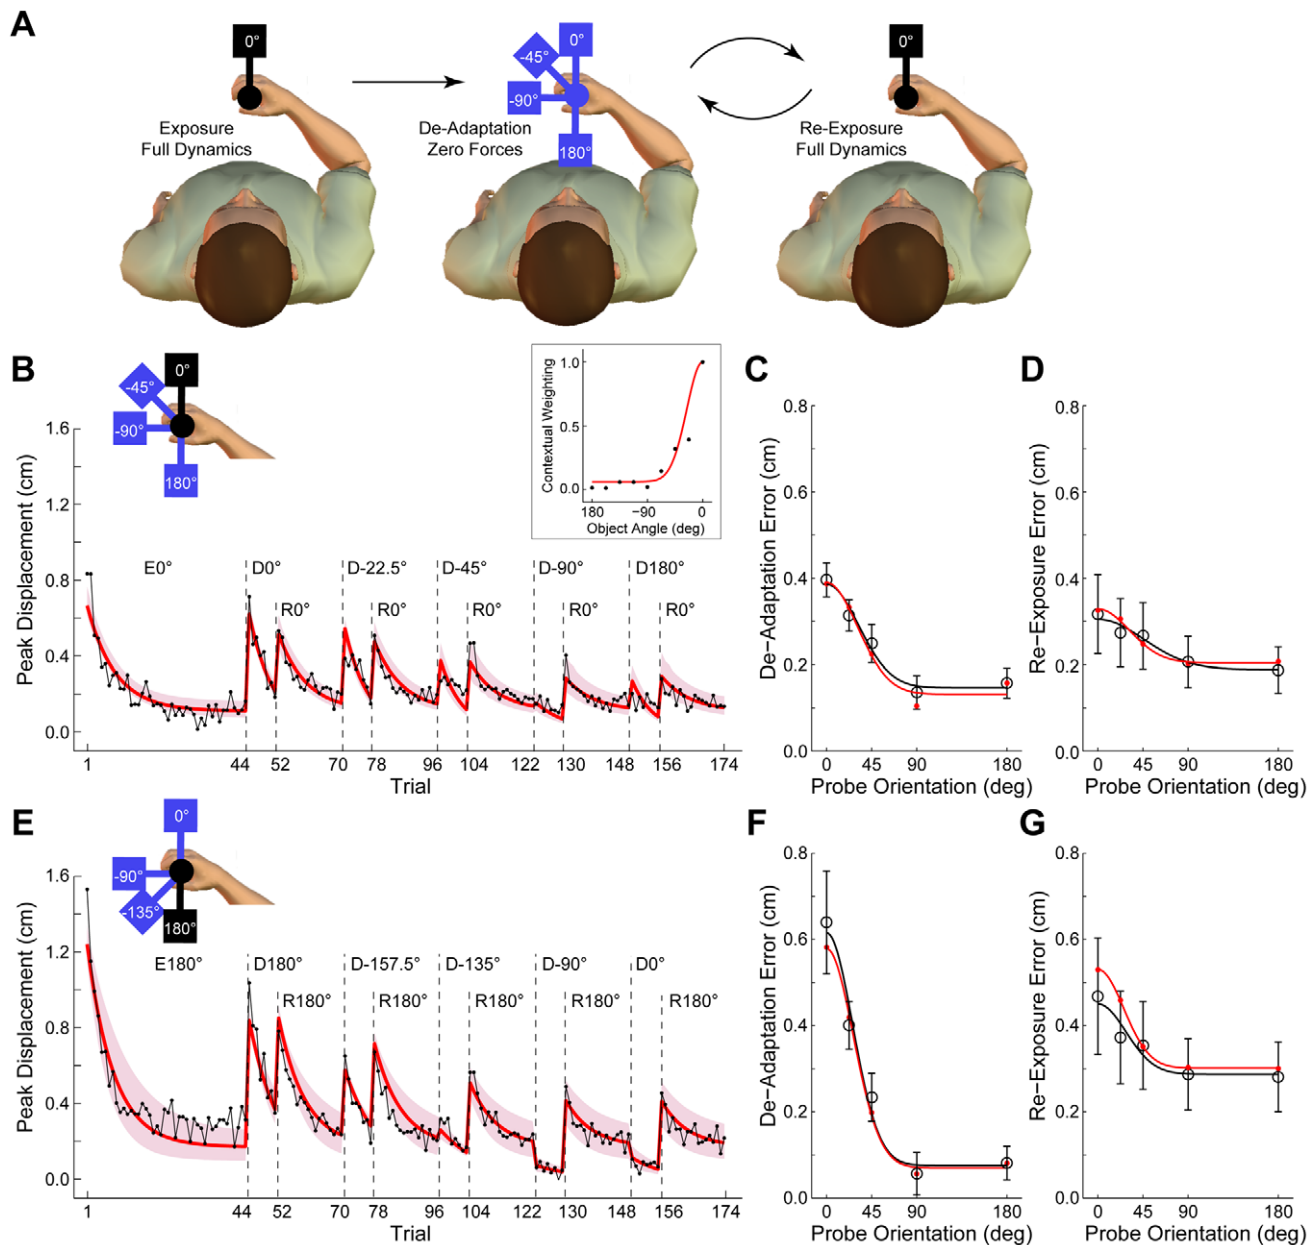 A
0°
Exposure
Full Dynamics
0°
-45°
-90°
180°
De-Adaptation
Zero Forces
0°
Re-Exposure
Full Dynamics
B
0°
-45°
-90°
180°
Peak Displacement (cm)
1.6
1.2
0.8
0.4
0.0
E0°
D0°
D-22.5°
D-45°
D-90°
D180°
R0°
R0°
R0°
R0°
R0°
1
44
52
70
78
96
104
122
130
148
156
174
Trial
Contextual Weighting
1.0
0.5
0.0
180
−90
0
Object Angle (deg)
C
De−Adaptation Error (cm)
0.8
0.6
0.4
0.2
0.0
0
45
90
180
Probe Orientation (deg)
D
Re−Exposure Error (cm)
0.8
0.6
0.4
0.2
0.0
0
45
90
180
Probe Orientation (deg)
E
0°
-90°
-135°
180°
Peak Displacement (cm)
1.6
1.2
0.8
0.4
0.0
E180°
D180°
D-157.5°
D-135°
D-90°
D0°
R180°
R180°
R180°
R180°
R180°
1
44
52
70
78
96
104
122
130
148
156
174
Trial
F
De−Adaptation Error (cm)
0.8
0.6
0.4
0.2
0.0
0
45
90
180
Probe Orientation (deg)
G
Re−Exposure Error (cm)
0.8
0.6
0.4
0.2
0.0
0
45
90
180
Probe Orientation (deg)